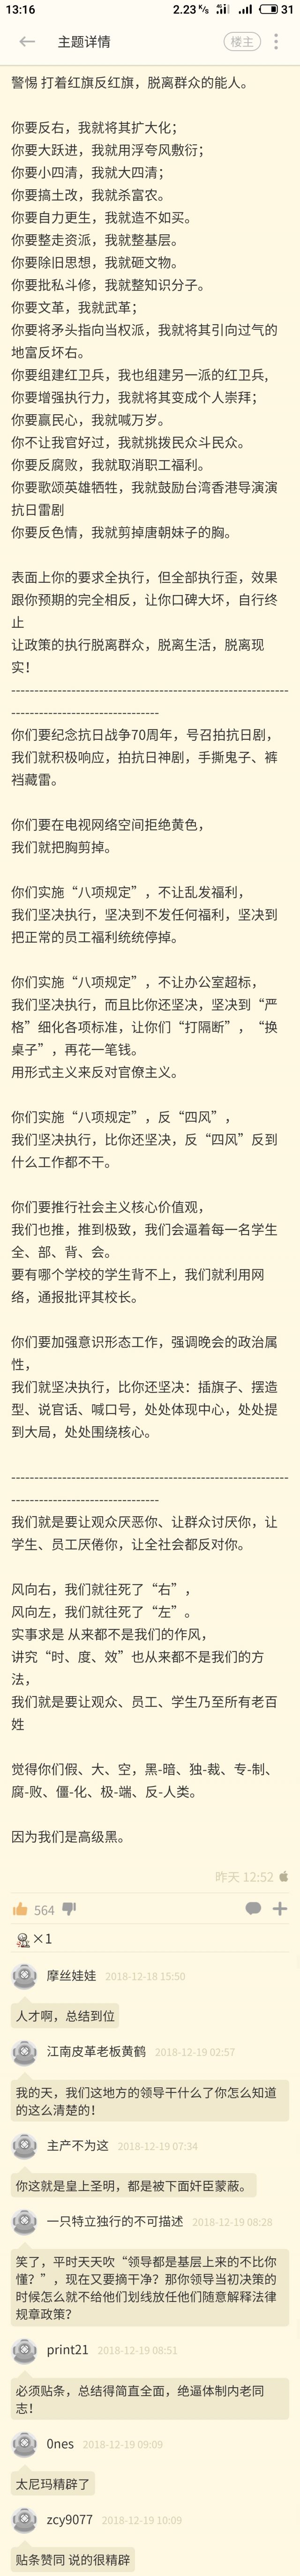 13:16
2.23 K/s 4G 31
主题详情
楼主
警惕 打着红旗反红旗，脱离群众的能人。
你要反右，我就将其扩大化；
你要大跃进，我就用浮夸风敷衍；
你要小四清，我就大四清；
你要搞土改，我就杀富农。
你要自力更生，我就造不如买。
你要整走资派，我就整基层。
你要除旧思想，我就砸文物。
你要批私斗修，我就整知识分子。
你要文革，我就武革；
你要将矛头指向当权派，我就将其引向过气的
地富反坏右。
你要组建红卫兵，我也组建另一派的红卫兵,
你要增强执行力，我就将其变成个人崇拜；
你要赢民心，我就喊万岁。
你不让我官好过，我就挑拨民众斗民众。
你要反腐败，我就取消职工福利。
你要歌颂英雄牺牲，我就鼓励台湾香港导演演
抗日雷剧
你要反色情，我就剪掉唐朝妹子的胸。
表面上你的要求全执行，但全部执行歪，效果
跟你预期的完全相反，让你口碑大坏，自行终
止
让政策的执行脱离群众，脱离生活，脱离现
实！
------------------------------------------------------------
--------------------------------
你们要纪念抗日战争70周年，号召拍抗日剧，
我们就积极响应，拍抗日神剧，手撕鬼子、裤
裆藏雷。
你们要在电视网络空间拒绝黄色，
我们就把胸剪掉。
你们实施“八项规定”，不让乱发福利，
我们坚决执行，坚决到不发任何福利，坚决到
把正常的员工福利统统停掉。
你们实施“八项规定”，不让办公室超标，
我们坚决执行，而且比你还坚决，坚决到“严
格”细化各项标准，让你们“打隔断”，“换
桌子”，再花一笔钱。
用形式主义来反对官僚主义。
你们实施“八项规定”，反“四风”，
我们坚决执行，比你还坚决，反“四风”反到
什么工作都不干。
你们要推行社会主义核心价值观，
我们也推，推到极致，我们会逼着每一名学生
全、部、背、会。
要有哪个学校的学生背不上，我们就利用网
络，通报批评其校长。
你们要加强意识形态工作，强调晚会的政治属
性，
我们就坚决执行，比你还坚决：插旗子、摆造
型、说官话、喊口号，处处体现中心，处处提
到大局，处处围绕核心。
------------------------------------------------------------
--------------------------------
我们就是要让观众厌恶你、让群众讨厌你，让
学生、员工厌倦你，让全社会都反对你。
风向右，我们就往死了“右”，
风向左，我们就往死了“左”。
实事求是 从来都不是我们的作风，
讲究“时、度、效”也从来都不是我们的方
法，
我们就是要让观众、员工、学生乃至所有老百
姓
觉得你们假、大、空，黑-暗、独-裁、专-制、
腐-败、僵-化、极-端、反-人类。
因为我们是高级黑。
昨天 12:52
564
×1
摩丝娃娃 2018-12-18 15:50
人才啊，总结到位
江南皮革老板黄鹤 2018-12-19 02:57
我的天，我们这地方的领导干什么了你怎么知道
的这么清楚的！
主产不为这 2018-12-19 07:34
你这就是皇上圣明，都是被下面奸臣蒙蔽。
一只特立独行的不可描述 2018-12-19 08:28
笑了，平时天天吹“领导都是基层上来的不比你
懂？”，现在又要摘干净？那你领导当初决策的
时候怎么就不给他们划线放任他们随意解释法律
规章政策？
print21 2018-12-19 08:51
必须贴条，总结得简直全面，绝逼体制内老同
志！
0nes 2018-12-19 09:09
太尼玛精辟了
zcy9077 2018-12-19 10:09
贴条赞同 说的很精辟